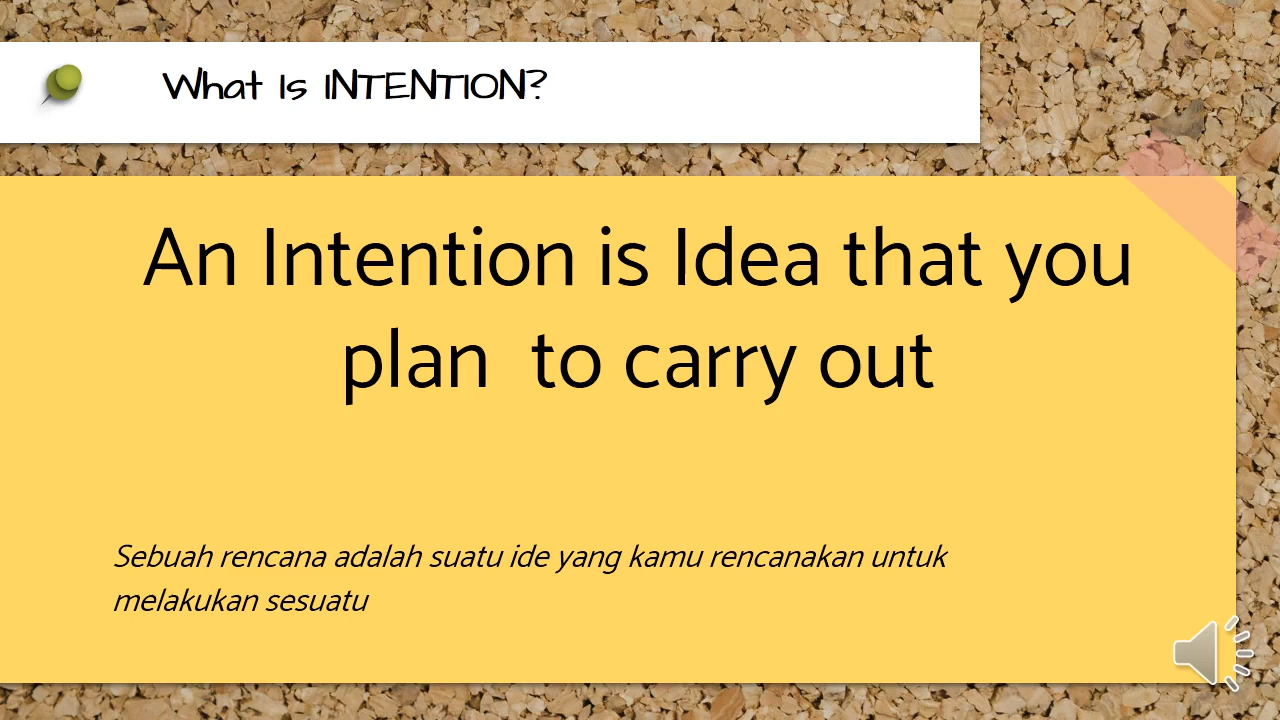 What Is INTENTION?
An Intention is Idea that you
plan  to carry out
Sebuah rencana adalah suatu ide yang kamu rencanakan untuk
melakukan sesuatu